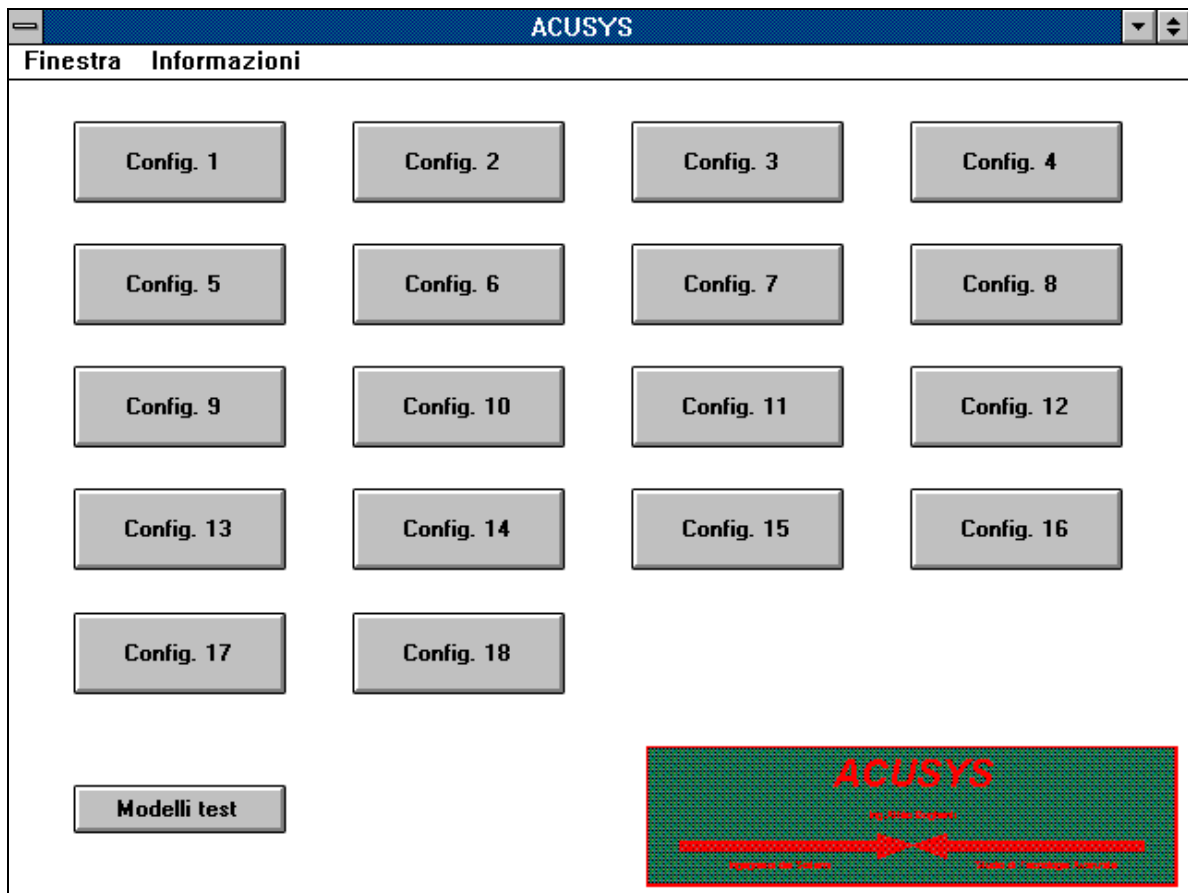 ACUSYS
Finestra Informazioni
Config. 1 Config. 2 Config. 3 Config. 4
Config. 5 Config. 6 Config. 7 Config. 8
Config. 9 Config. 10 Config. 11 Config. 12
Config. 13 Config. 14 Config. 15 Config. 16
Config. 17 Config. 18
ACUSYS
Modelli test